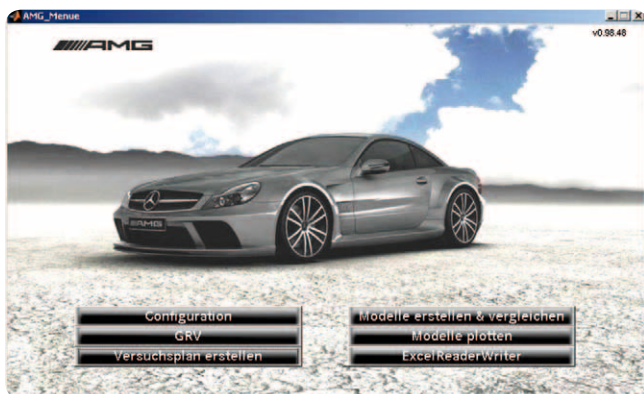 AMG_Menue
v0.98.48
AMG
AMG
Configuration
GRV
Versuchsplan erstellen
Modelle erstellen & vergleichen
Modelle plotten
ExcelReaderWriter